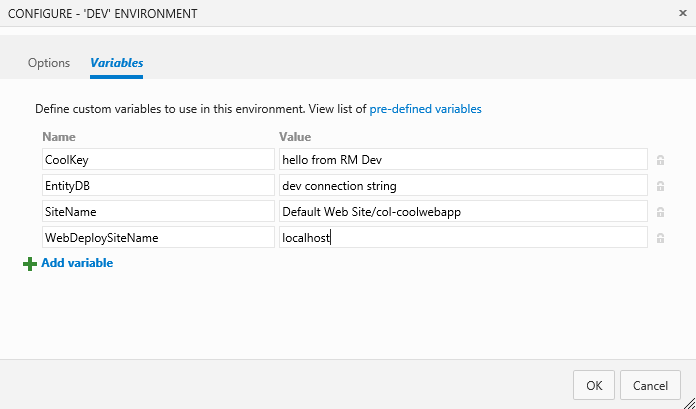 CONFIGURE - 'DEV' ENVIRONMENT
Options Variables
Define custom variables to use in this environment. View list of pre-defined variables
Name Value
CoolKey hello from RM Dev
EntityDB dev connection string
SiteName Default Web Site/col-coolwebapp
WebDeploySiteName localhost
Add variable
OK Cancel